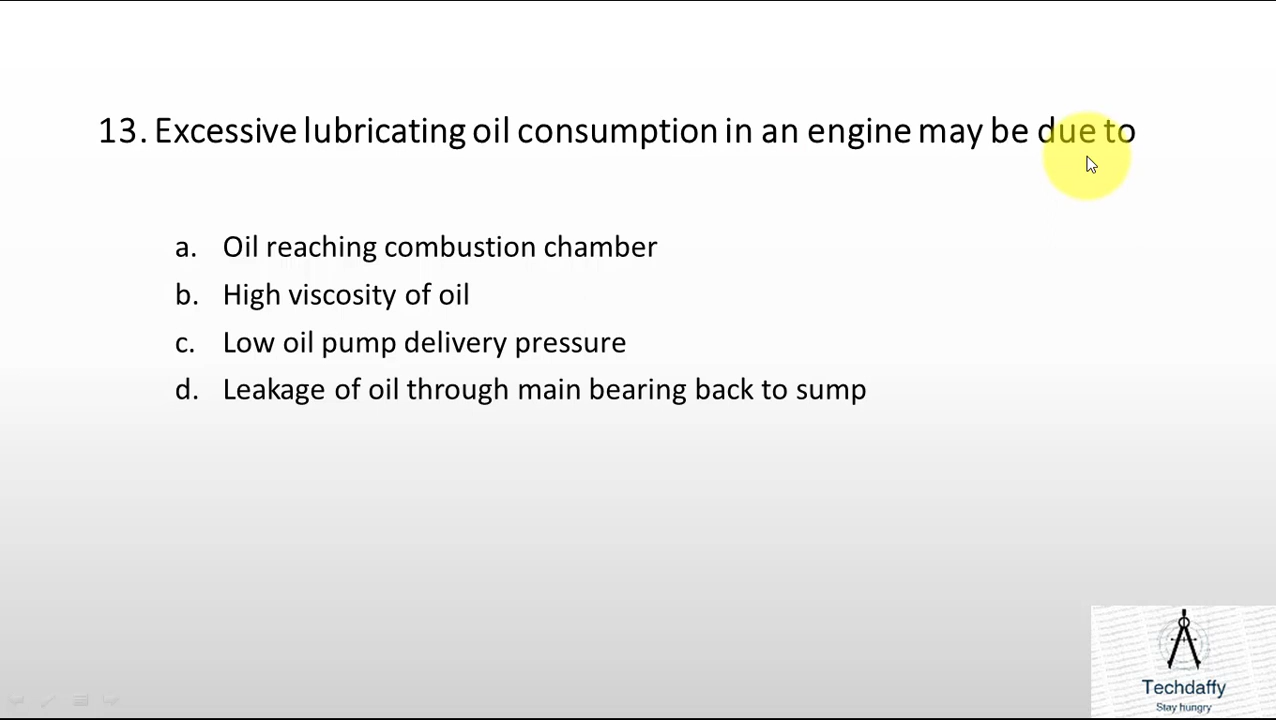 13. Excessive lubricating oil consumption in an engine may be due to
a. Oil reaching combustion chamber
b. High viscosity of oil
c. Low oil pump delivery pressure
d. Leakage of oil through main bearing back to sump
Techdaffy
Stay hungry